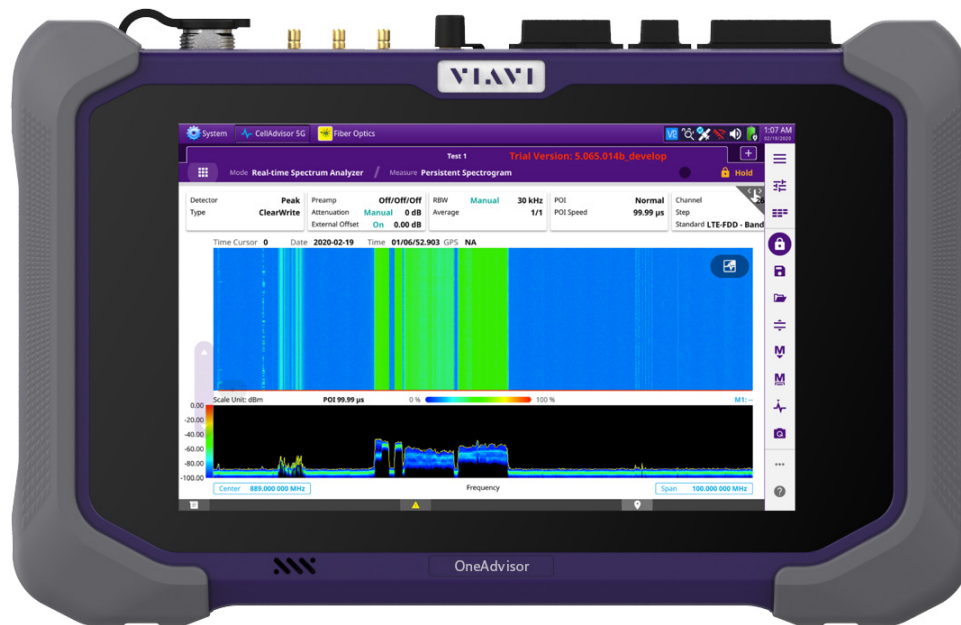 VIAVI
System CellAdvisor 5G Fiber Optics 1:07 AM
02/19/2020
Test 1 Trial Version: 5.065.014b_develop +
Mode Real-time Spectrum Analyzer / Measure Persistent Spectrogram Hold
Detector Peak Preamp Off/Off/Off RBW Manual 30 kHz POI Normal Channel 26
Type ClearWrite Attenuation Manual 0 dB Average 1/1 POI Speed 99.99 µs Step
External Offset On 0.00 dB Standard LTE-FDD - Band
Time Cursor 0 Date 2020-02-19 Time 01/06/52.903 GPS NA
Scale Unit: dBm POI 99.99 µs 0 % 100 % M1: --
0.00
-20.00
-40.00
-60.00
-80.00
-100.00
Center 889.000 000 MHz Frequency Span 100.000 000 MHz
OneAdvisor